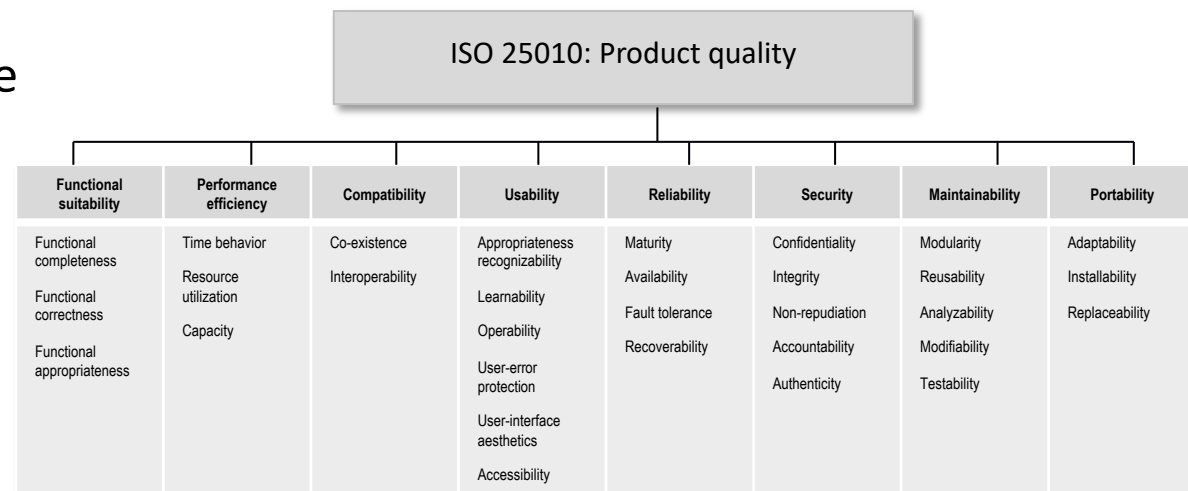 e
ISO 25010: Product quality
Functional
suitability
Performance
efficiency
Compatibility
Usability
Reliability
Security
Maintainability
Portability
Functional
completeness
Functional
correctness
Functional
appropriateness
Time behavior
Resource
utilization
Capacity
Co-existence
Interoperability
Appropriateness
recognizability
Learnability
Operability
User-error
protection
User-interface
aesthetics
Accessibility
Maturity
Availability
Fault tolerance
Recoverability
Confidentiality
Integrity
Non-repudiation
Accountability
Authenticity
Modularity
Reusability
Analyzability
Modifiability
Testability
Adaptability
Installability
Replaceability